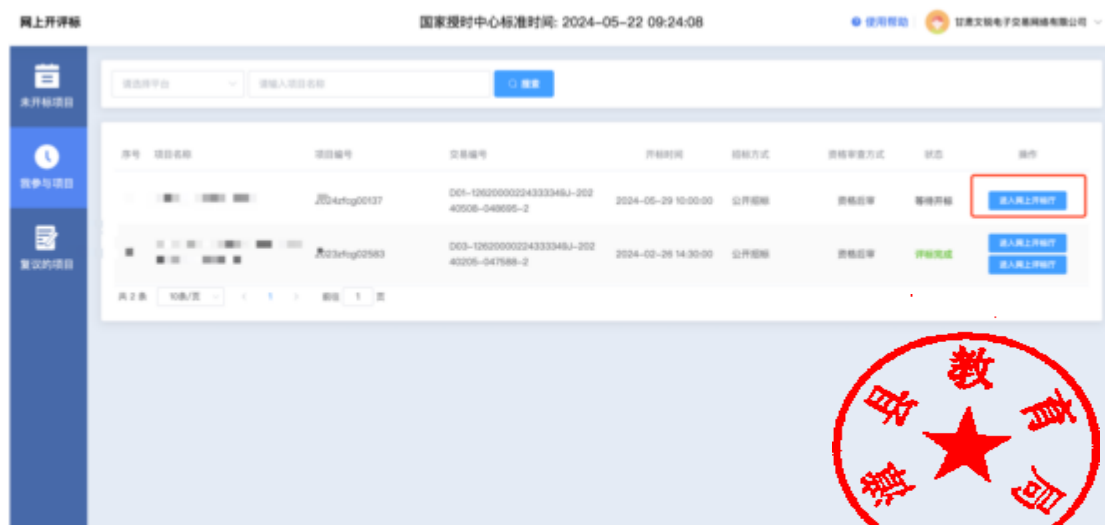 网上开评标
国家授时中心标准时间: 2024-05-22 09:24:08
使用帮助
甘肃文锐电子交易网络有限公司
未开标项目
我参与项目
复议的项目
请选择平台
请输入项目名称
搜索
序号 项目名称 项目编号 交易编号 开标时间 招标方式 资格审查方式 状态 操作
2024zfcg00137
D01-12620000224333349J-202
40508-048695-2
2024-05-29 10:00:00 公开招标 资格后审 等待开标 进入网上开标厅
2023zfcg02583
D03-12620000224333349J-202
40205-047588-2
2024-02-26 14:30:00 公开招标 资格后审 评标完成
进入网上开标厅
进入网上评标厅
共 2 条 10条/页 1 前往 1 页
县教育局